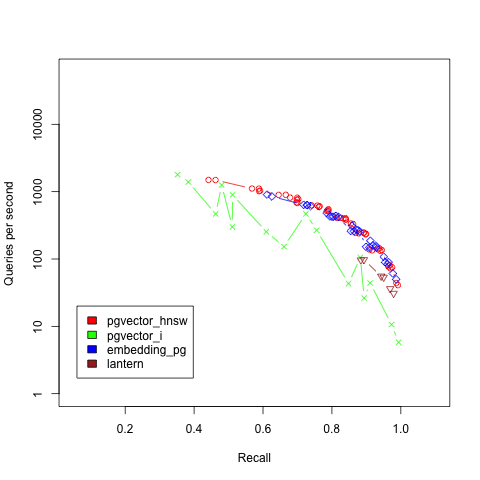 Queries per second
10000
1000
100
10
1
pgvector_hnsw
pgvector_i
embedding_pg
lantern
0.2 0.4 0.6 0.8 1.0
Recall